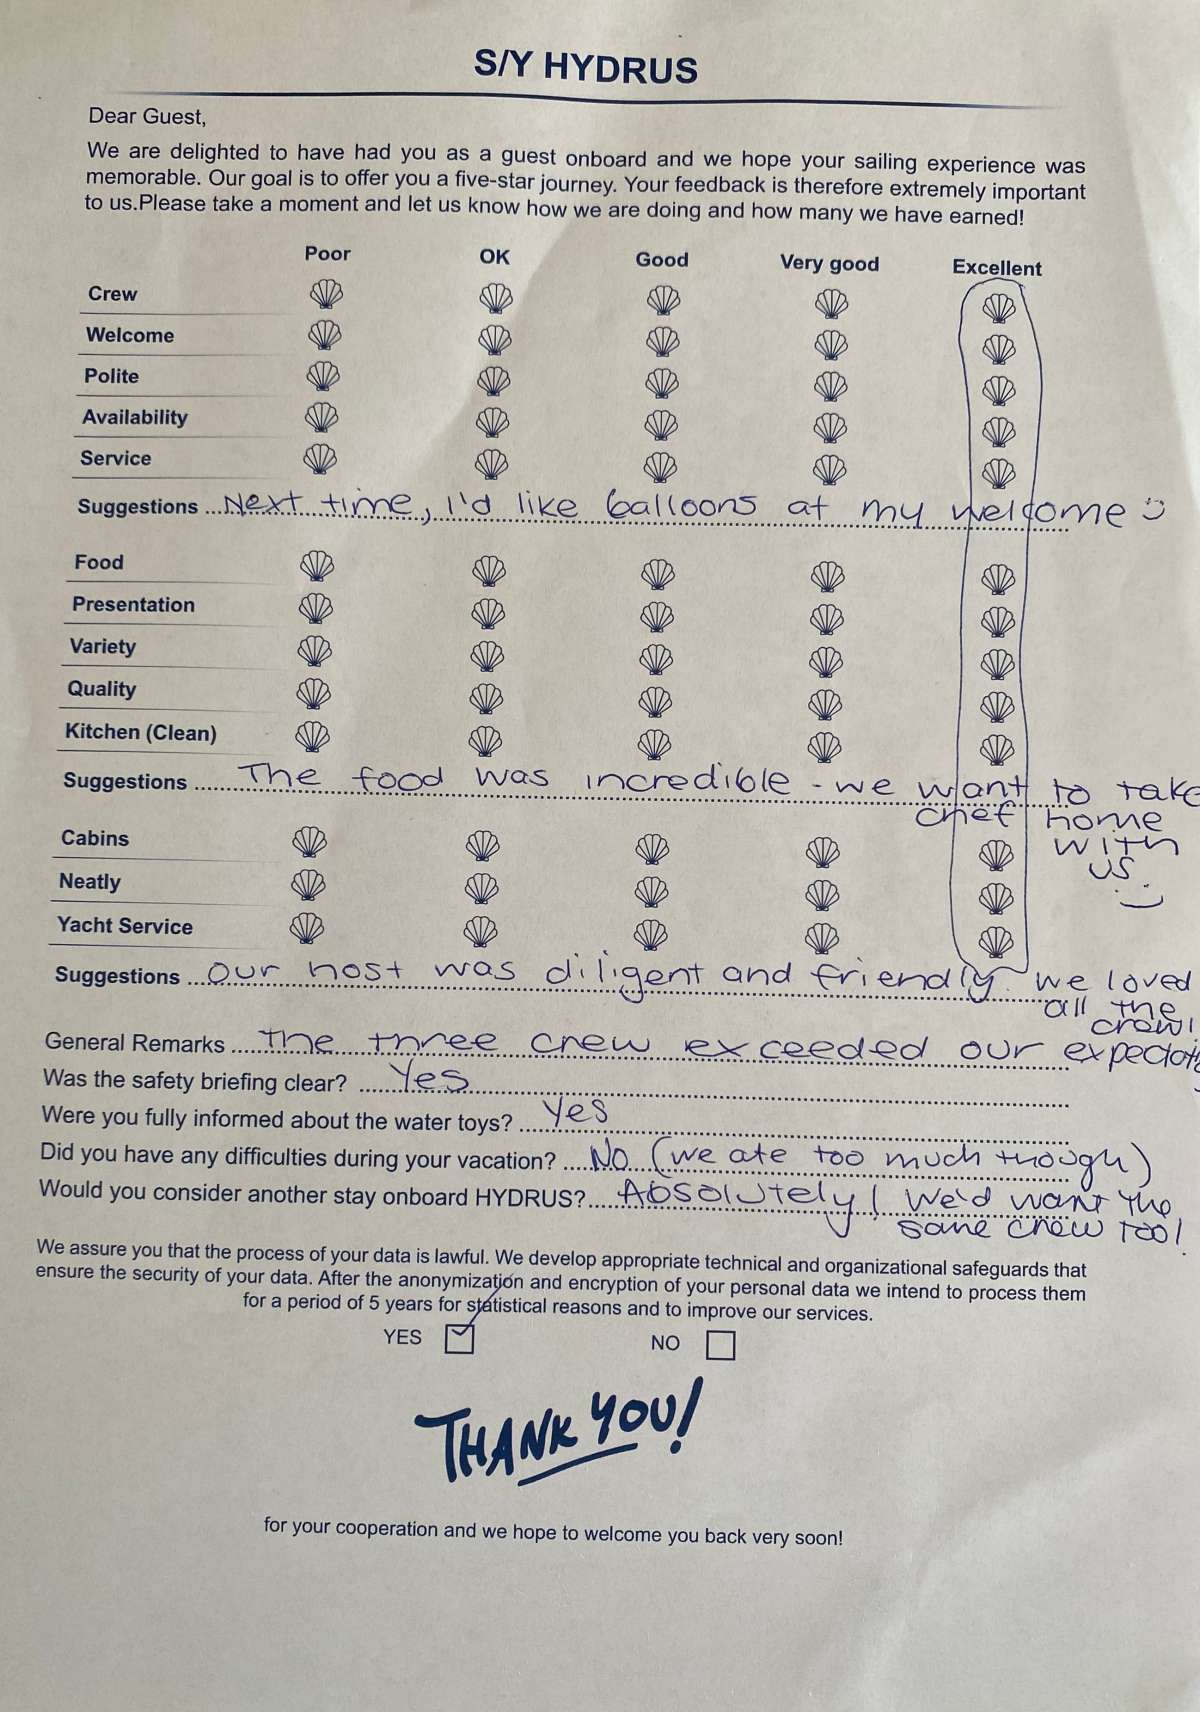 S/Y HYDRUS
Dear Guest,
We are delighted to have had you as a guest onboard and we hope your sailing experience was
memorable. Our goal is to offer you a five-star journey. Your feedback is therefore extremely important
to us.Please take a moment and let us know how we are doing and how many we have earned!
Poor OK Good Very good Excellent
Crew
Welcome
Polite
Availability
Service
Suggestions Next time, I'd like balloons at my welcome
Food
Presentation
Variety
Quality
Kitchen (Clean)
Suggestions The food was incredible - we want to take
chef home
with
us
Cabins
Neatly
Yacht Service
Suggestions Our host was diligent and friendly. We loved
all the
crew!
General Remarks The three crew exceeded our
Was the safety briefing clear? Yes
Were you fully informed about the water toys? Yes
Did you have any difficulties during your vacation? No (we ate too much though)
Would you consider another stay onboard HYDRUS? Absolutely! We'd want the
same crew too!
We assure you that the process of your data is lawful. We develop appropriate technical and organizational safeguards that
ensure the security of your data. After the anonymization and encryption of your personal data we intend to process them
for a period of 5 years for statistical reasons and to improve our services.
YES NO
THANK YOU!
for your cooperation and we hope to welcome you back very soon!